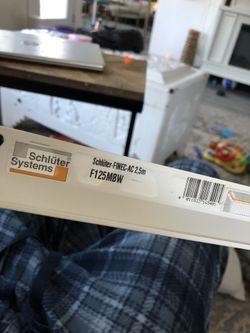 Schlüter
Systems
Schlüter-FINEC-AC 2,5m
F125MBW